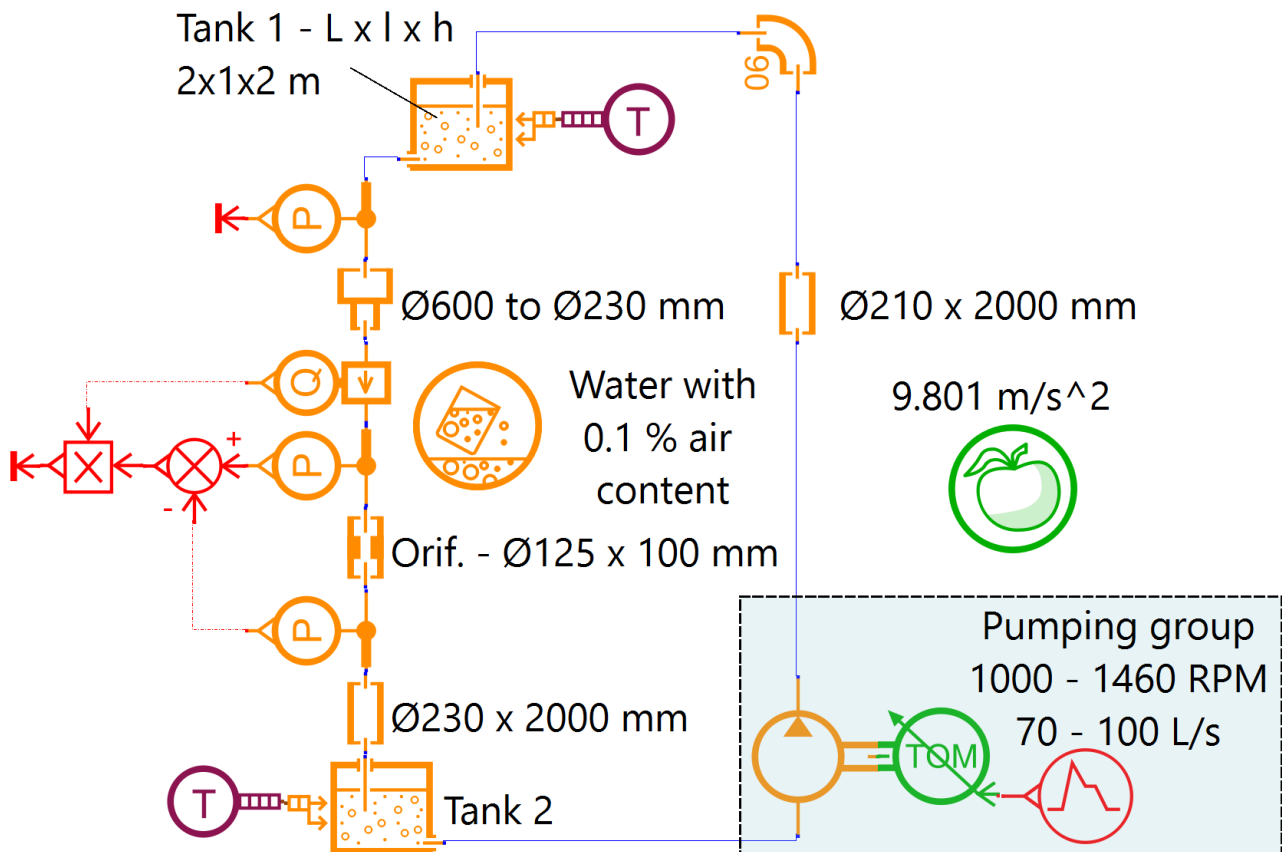 Tank 1 - L x l x h
2x1x2 m
90
T
P
Ø600 to Ø230 mm
Ø210 x 2000 mm
Q
Water with
0.1 % air
content
9.801 m/s^2
+
P
-
Orif. - Ø125 x 100 mm
P
Pumping group
1000 - 1460 RPM
70 - 100 L/s
Ø230 x 2000 mm
TOM
T
Tank 2